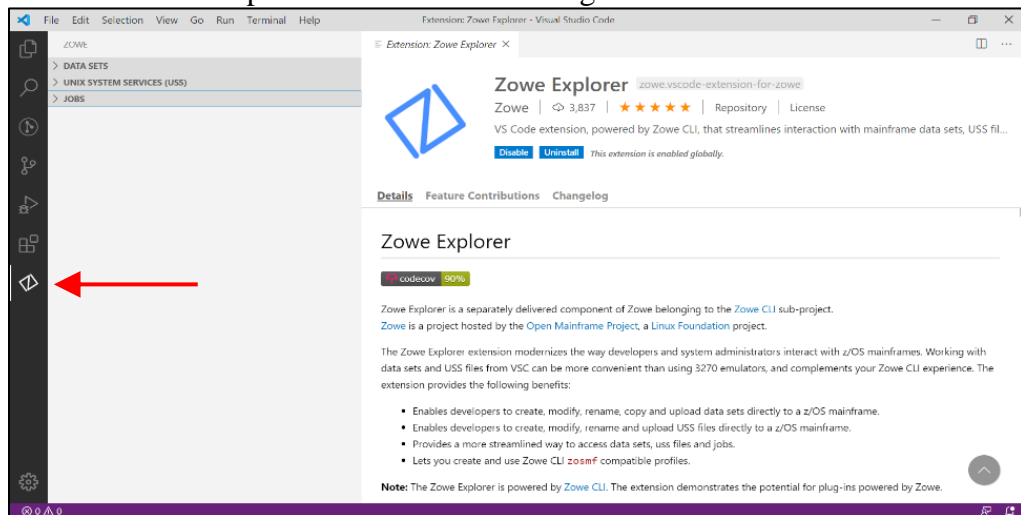 File Edit Selection View Go Run Terminal Help Extension: Zowe Explorer - Visual Studio Code
ZOWE
DATA SETS
UNIX SYSTEM SERVICES (USS)
JOBS
Extension: Zowe Explorer
Zowe Explorer zowe.vscode-extension-for-zowe
Zowe 3,837 ★★★★★ Repository License
VS Code extension, powered by Zowe CLI, that streamlines interaction with mainframe data sets, USS fil...
Disable Uninstall This extension is enabled globally.
Details Feature Contributions Changelog
Zowe Explorer
codecov 90%
Zowe Explorer is a separately delivered component of Zowe belonging to the Zowe CLI sub-project.
Zowe is a project hosted by the Open Mainframe Project, a Linux Foundation project.
The Zowe Explorer extension modernizes the way developers and system administrators interact with z/OS mainframes. Working with
data sets and USS files from VSC can be more convenient than using 3270 emulators, and complements your Zowe CLI experience. The
extension provides the following benefits:
• Enables developers to create, modify, rename, copy and upload data sets directly to a z/OS mainframe.
• Enables developers to create, modify, rename and upload USS files directly to a z/OS mainframe.
• Provides a more streamlined way to access data sets, uss files and jobs.
• Lets you create and use Zowe CLI zosmf compatible profiles.
Note: The Zowe Explorer is powered by Zowe CLI. The extension demonstrates the potential for plug-ins powered by Zowe.
0 0